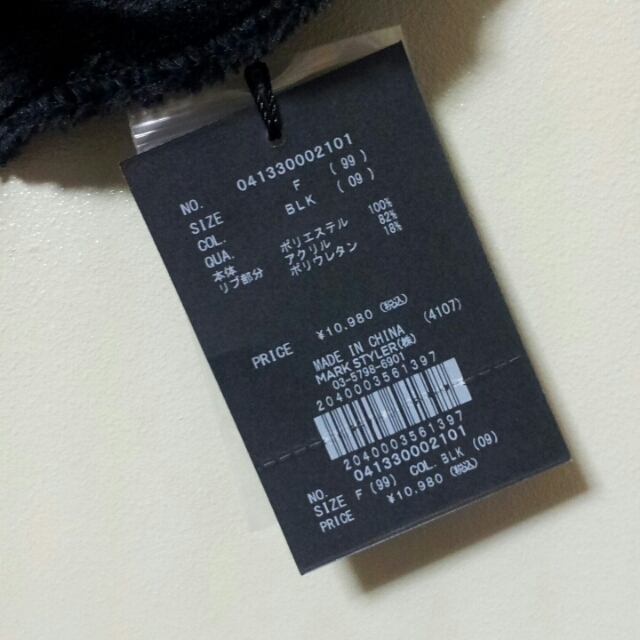 NO. 041330002101
SIZE F (99)
COL. BLK (09)
QUA.
本体 ポリエステル 100%
リブ部分 アクリル 82%
ポリウレタン 18%
PRICE ¥10.980 (税込)
MADE IN CHINA (4107)
MARK STYLER(株)
03-5798-6901
2040003561397
2040003561397
NO. 041330002101
SIZE F (99) COL. BLK (09)
PRICE ¥10.980 (税込)